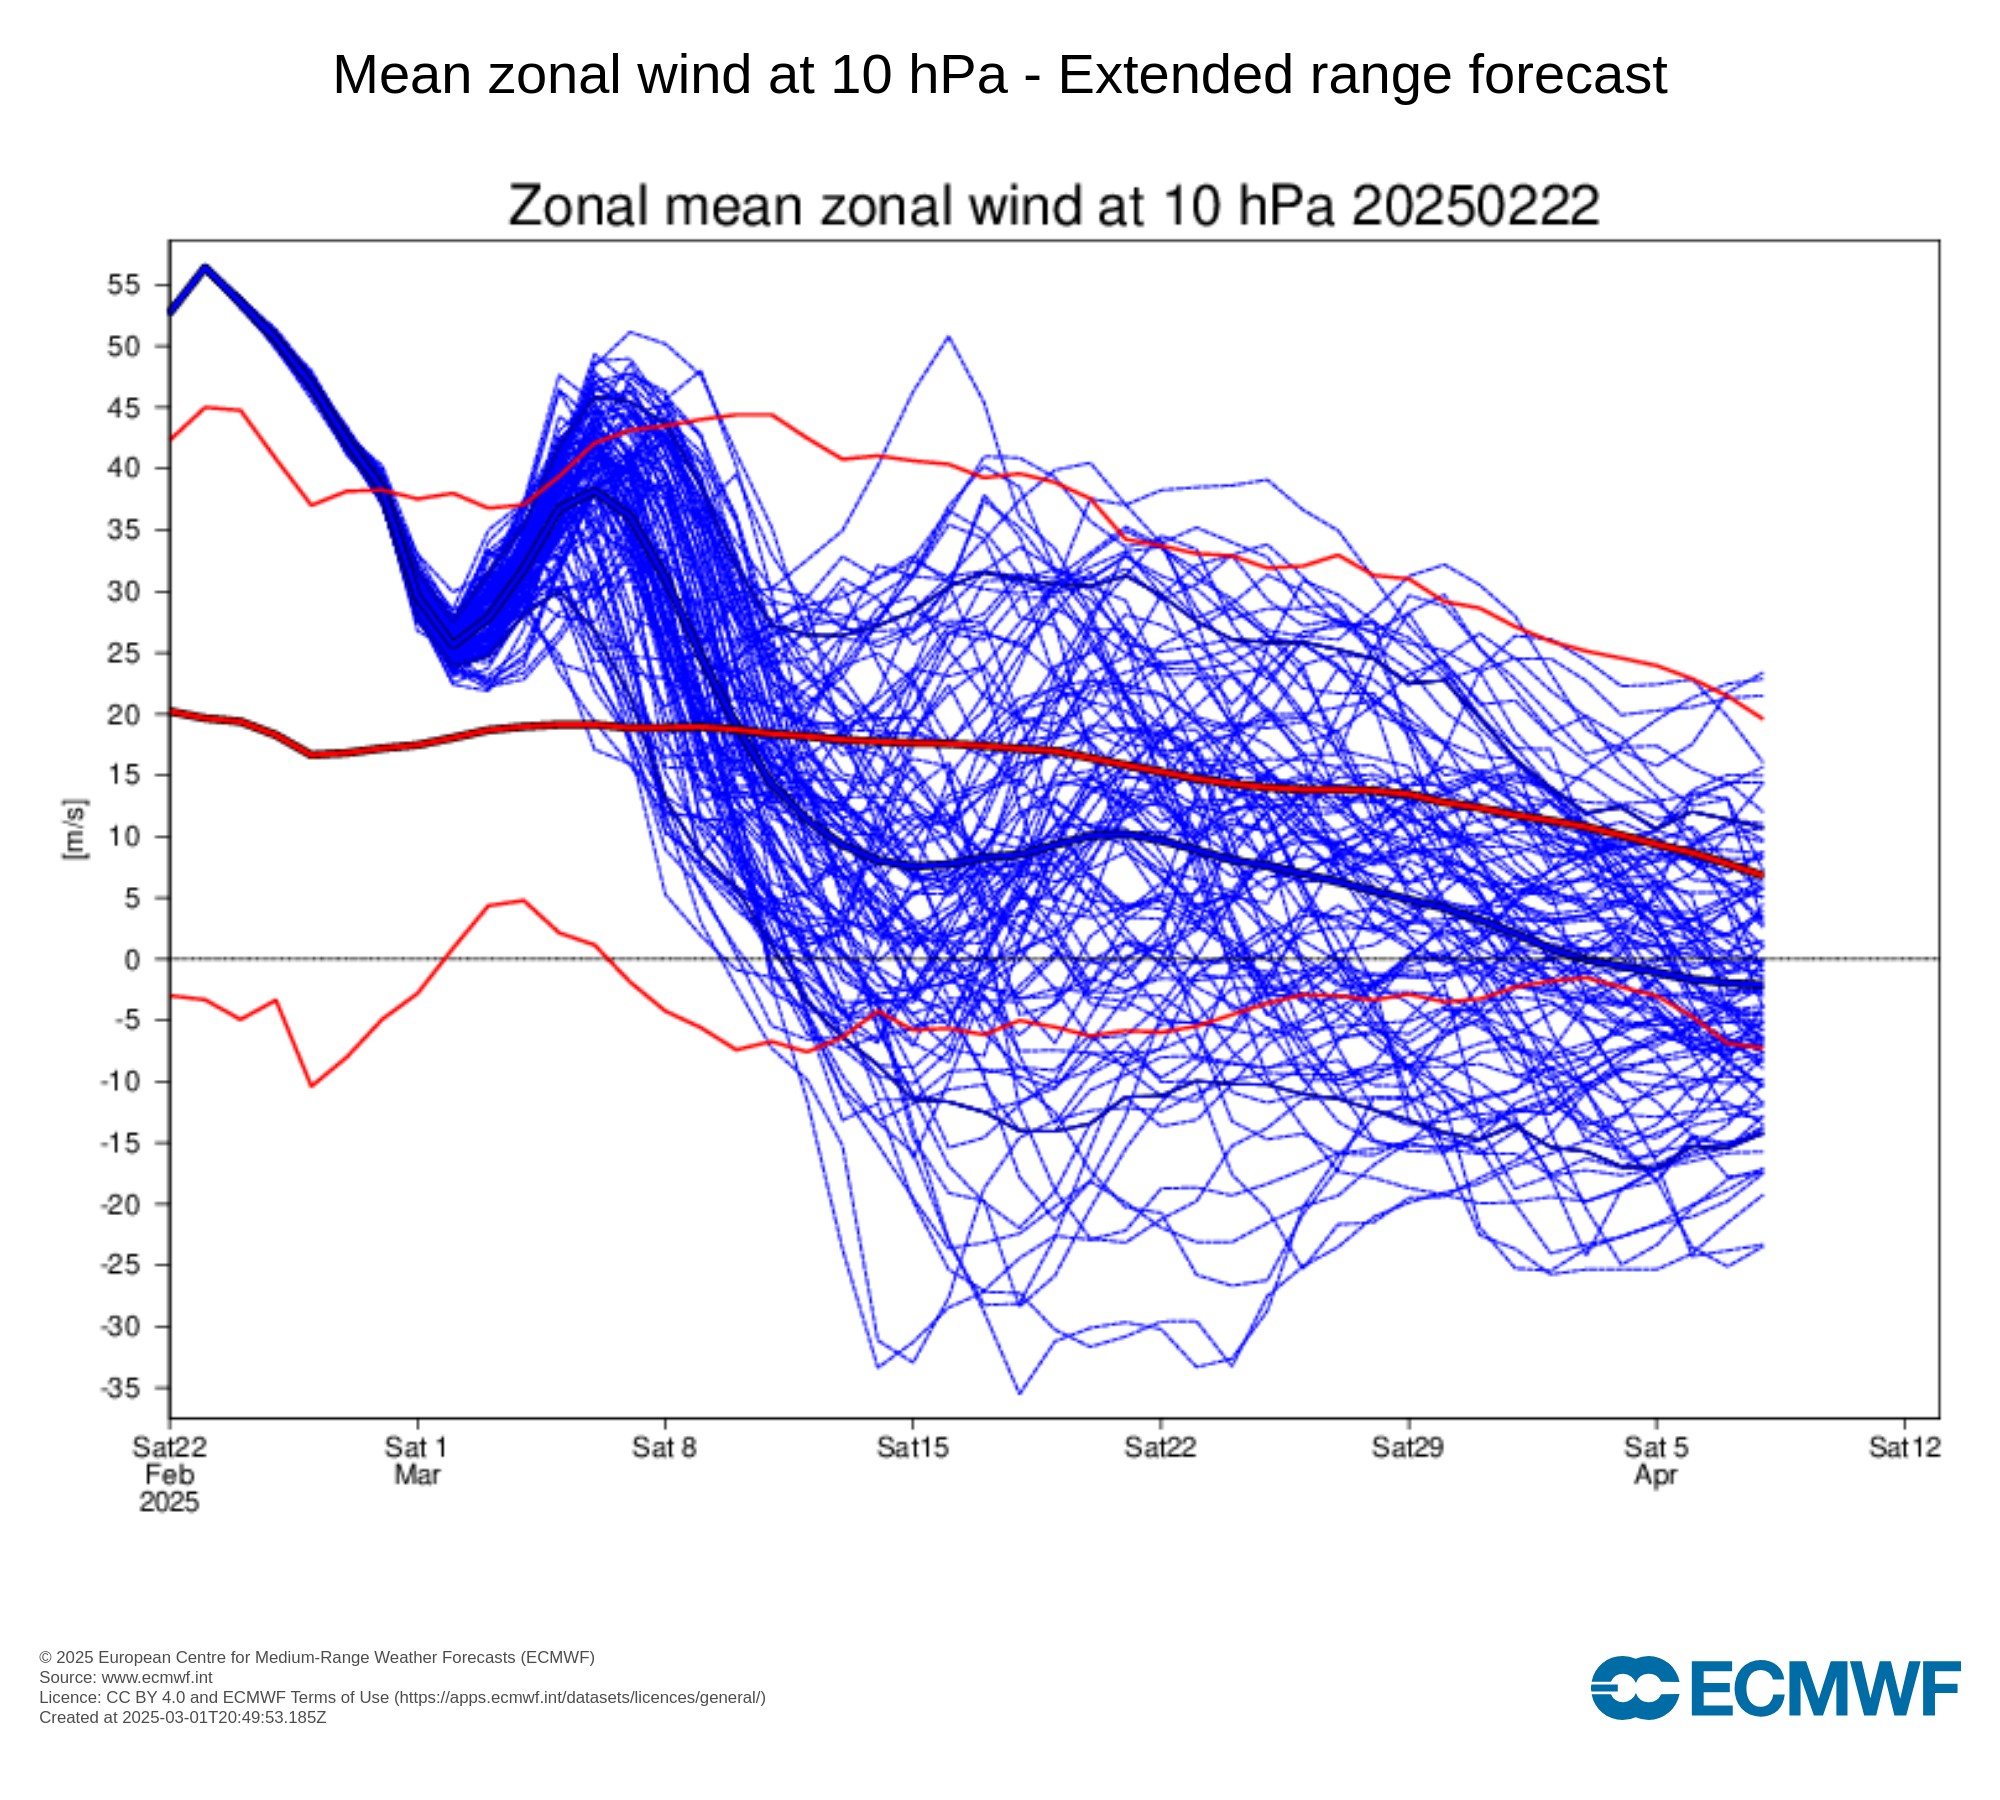 Mean zonal wind at 10 hPa - Extended range forecast
Zonal mean zonal wind at 10 hPa 20250222
55
50
45
40
35
30
25
20
15
10
5
0
-5
-10
-15
-20
-25
-30
-35
[m/s]
Sat22 Sat 1 Sat 8 Sat15 Sat22 Sat29 Sat 5 Sat12
Feb Mar Apr
2025
© 2025 European Centre for Medium-Range Weather Forecasts (ECMWF)
Source: www.ecmwf.int
Licence: CC BY 4.0 and ECMWF Terms of Use (https://apps.ecmwf.int/datasets/licences/general/)
Created at 2025-03-01T20:49:53.185Z
ECMWF